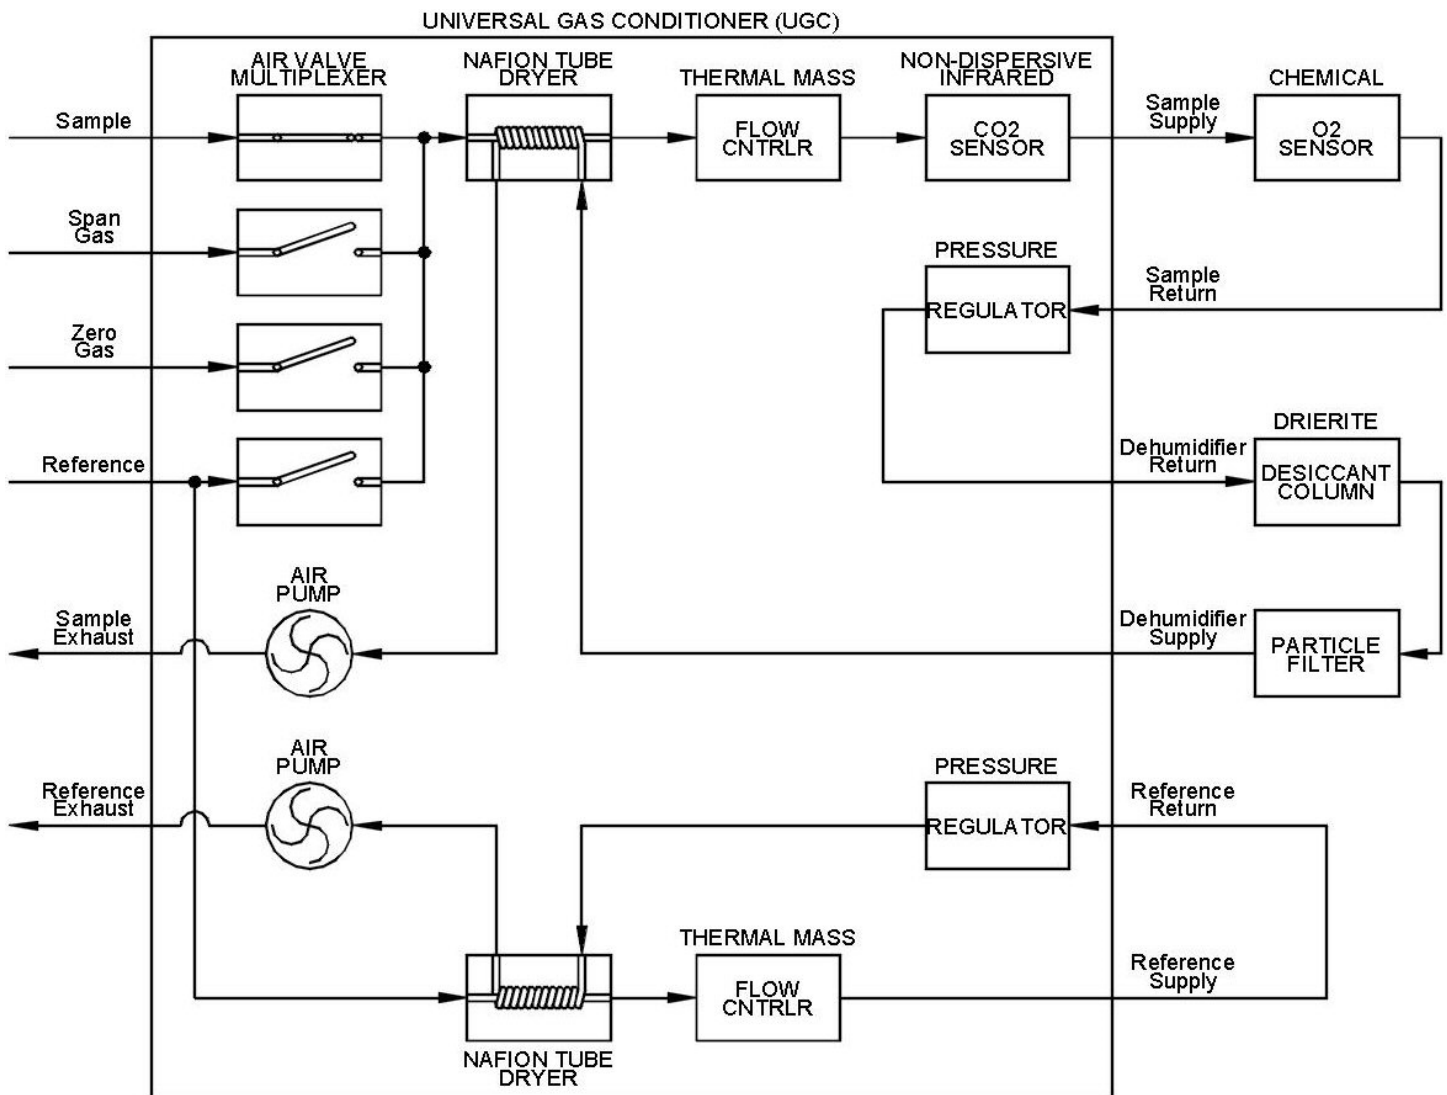 UNIVERSAL GAS CONDITIONER (UGC)
AIR VALVE
MULTIPLEXER
NAFION TUBE
DRYER
THERMAL MASS
NON-DISPERSIVE
INFRARED
CHEMICAL
Sample
FLOW
CNTRLR
CO2
SENSOR
Sample
Supply
O2
SENSOR
Span
Gas
PRESSURE
REGULATOR
Sample
Return
Zero
Gas
DRIERITE
Reference
Dehumidifier
Return
DESICCANT
COLUMN
AIR
PUMP
Sample
Exhaust
Dehumidifier
Supply
PARTICLE
FILTER
AIR
PUMP
PRESSURE
Reference
Exhaust
REGULATOR
Reference
Return
THERMAL MASS
FLOW
CNTRLR
Reference
Supply
NAFION TUBE
DRYER